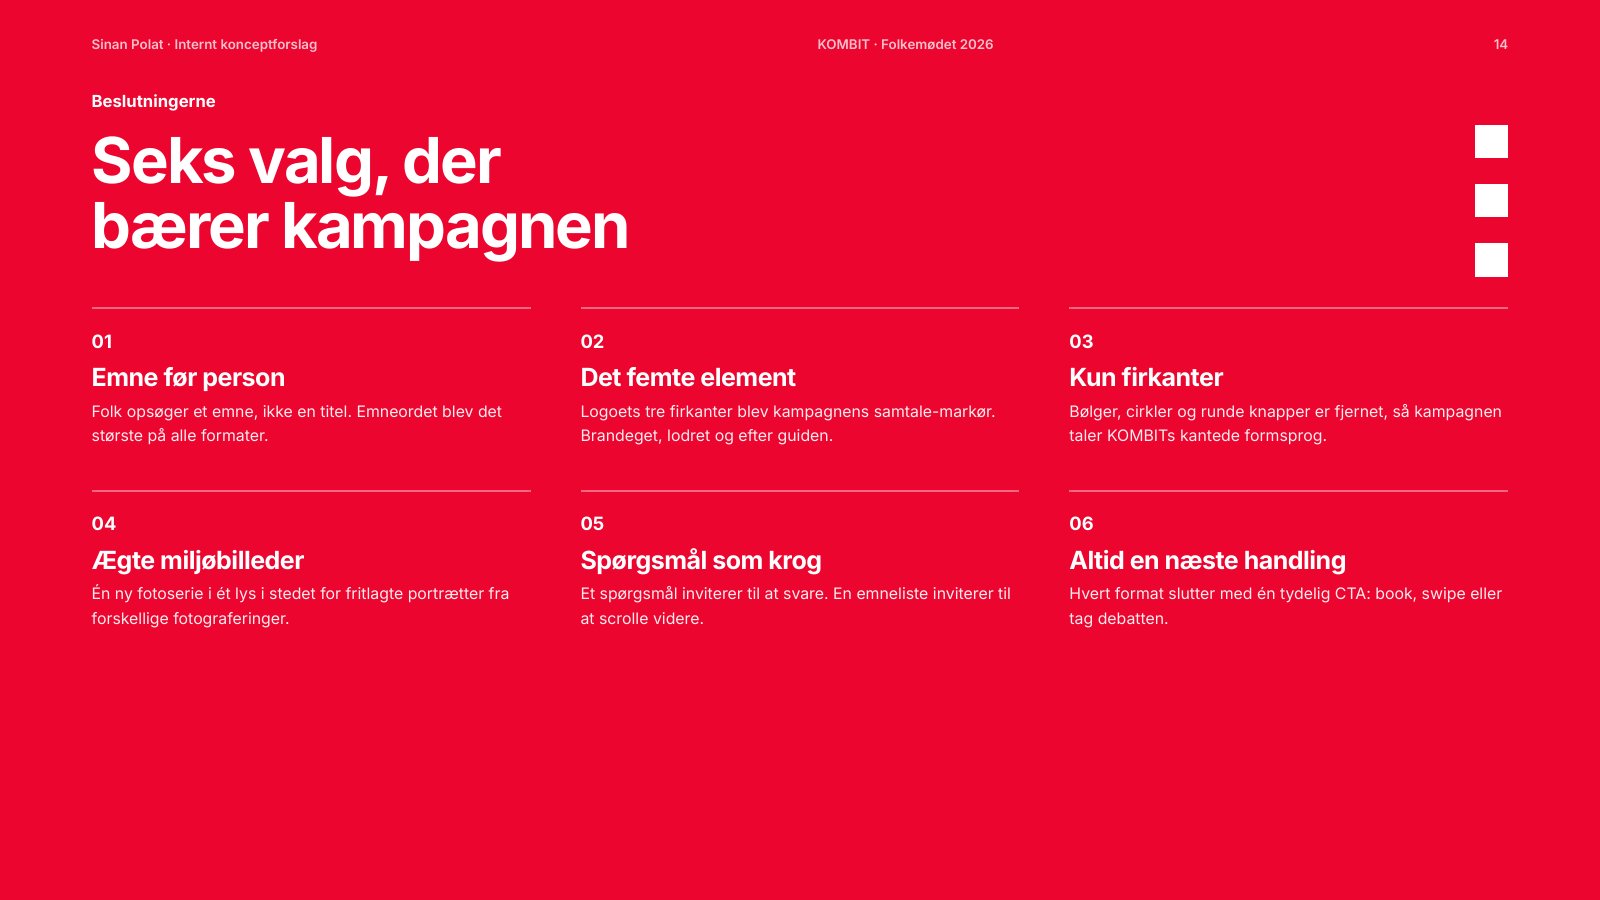 Sinan Polat · Internt konceptforslag
KOMBIT · Folkemødet 2026
14
Beslutningerne
Seks valg, der
bærer kampagnen
01
Emne før person
Folk opsøger et emne, ikke en titel. Emneordet blev det
største på alle formater.
02
Det femte element
Logoets tre firkanter blev kampagnens samtale-markør.
Brandeget, lodret og efter guiden.
03
Kun firkanter
Bølger, cirkler og runde knapper er fjernet, så kampagnen
taler KOMBITs kantede formsprog.
04
Ægte miljøbilleder
Én ny fotoserie i ét lys i stedet for fritlagte portrætter fra
forskellige fotograferinger.
05
Spørgsmål som krog
Et spørgsmål inviterer til at svare. En emneliste inviterer til
at scrolle videre.
06
Altid en næste handling
Hvert format slutter med én tydelig CTA: book, swipe eller
tag debatten.